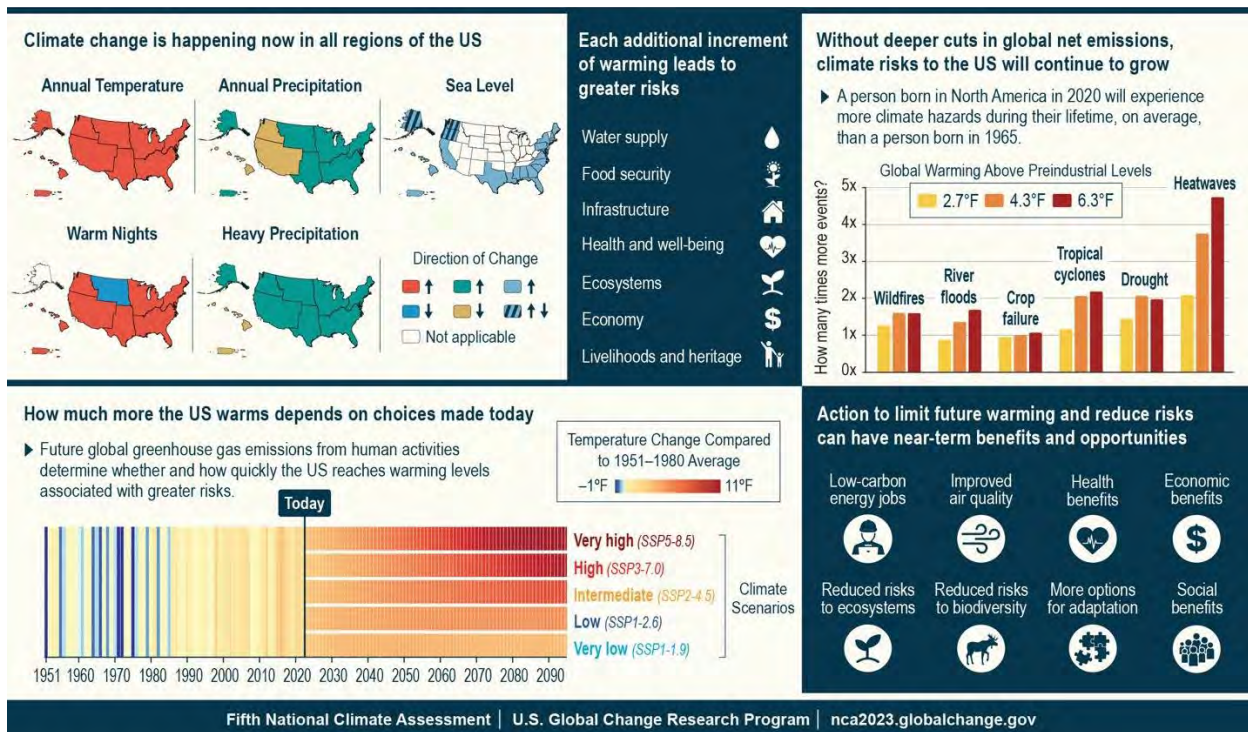 Climate change is happening now in all regions of the US
Annual Temperature
Annual Precipitation
Sea Level
Warm Nights
Heavy Precipitation
Direction of Change
↑ ↑ ↑
↓ ↓ ↑↓
Not applicable
Each additional increment
of warming leads to
greater risks
Water supply
Food security
Infrastructure
Health and well-being
Ecosystems
Economy
$
Livelihoods and heritage
Without deeper cuts in global net emissions,
climate risks to the US will continue to grow
A person born in North America in 2020 will experience
more climate hazards during their lifetime, on average,
than a person born in 1965.
Global Warming Above Preindustrial Levels
2.7°F 4.3°F 6.3°F
How many times more events?
5x
4x
3x
2x
1x
0x
Wildfires
River
floods
Crop
failure
Tropical
cyclones
Drought
Heatwaves
How much more the US warms depends on choices made today
Future global greenhouse gas emissions from human activities
determine whether and how quickly the US reaches warming levels
associated with greater risks.
Temperature Change Compared
to 1951–1980 Average
–1°F 11°F
Today
Very high (SSP5-8.5)
High (SSP3-7.0)
Intermediate (SSP2-4.5)
Low (SSP1-2.6)
Very low (SSP1-1.9)
Climate
Scenarios
1951 1960 1970 1980 1990 2000 2010 2020 2030 2040 2050 2060 2070 2080 2090
Action to limit future warming and reduce risks
can have near-term benefits and opportunities
Low-carbon
energy jobs
Improved
air quality
Health
benefits
Economic
benefits
$
Reduced risks
to ecosystems
Reduced risks
to biodiversity
More options
for adaptation
Social
benefits
Fifth National Climate Assessment | U.S. Global Change Research Program | nca2023.globalchange.gov